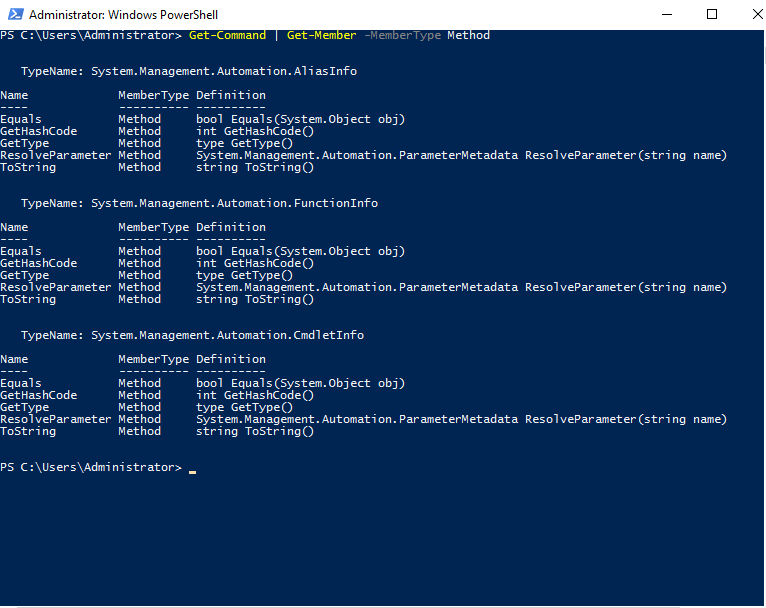 Administrator: Windows PowerShell
PS C:\Users\Administrator> Get-Command | Get-Member -MemberType Method
TypeName: System.Management.Automation.AliasInfo
Name MemberType Definition
---- ---------- ----------
Equals Method bool Equals(System.Object obj)
GetHashCode Method int GetHashCode()
GetType Method type GetType()
ResolveParameter Method System.Management.Automation.ParameterMetadata ResolveParameter(string name)
ToString Method string ToString()
TypeName: System.Management.Automation.FunctionInfo
Name MemberType Definition
---- ---------- ----------
Equals Method bool Equals(System.Object obj)
GetHashCode Method int GetHashCode()
GetType Method type GetType()
ResolveParameter Method System.Management.Automation.ParameterMetadata ResolveParameter(string name)
ToString Method string ToString()
TypeName: System.Management.Automation.CmdletInfo
Name MemberType Definition
---- ---------- ----------
Equals Method bool Equals(System.Object obj)
GetHashCode Method int GetHashCode()
GetType Method type GetType()
ResolveParameter Method System.Management.Automation.ParameterMetadata ResolveParameter(string name)
ToString Method string ToString()
PS C:\Users\Administrator> _